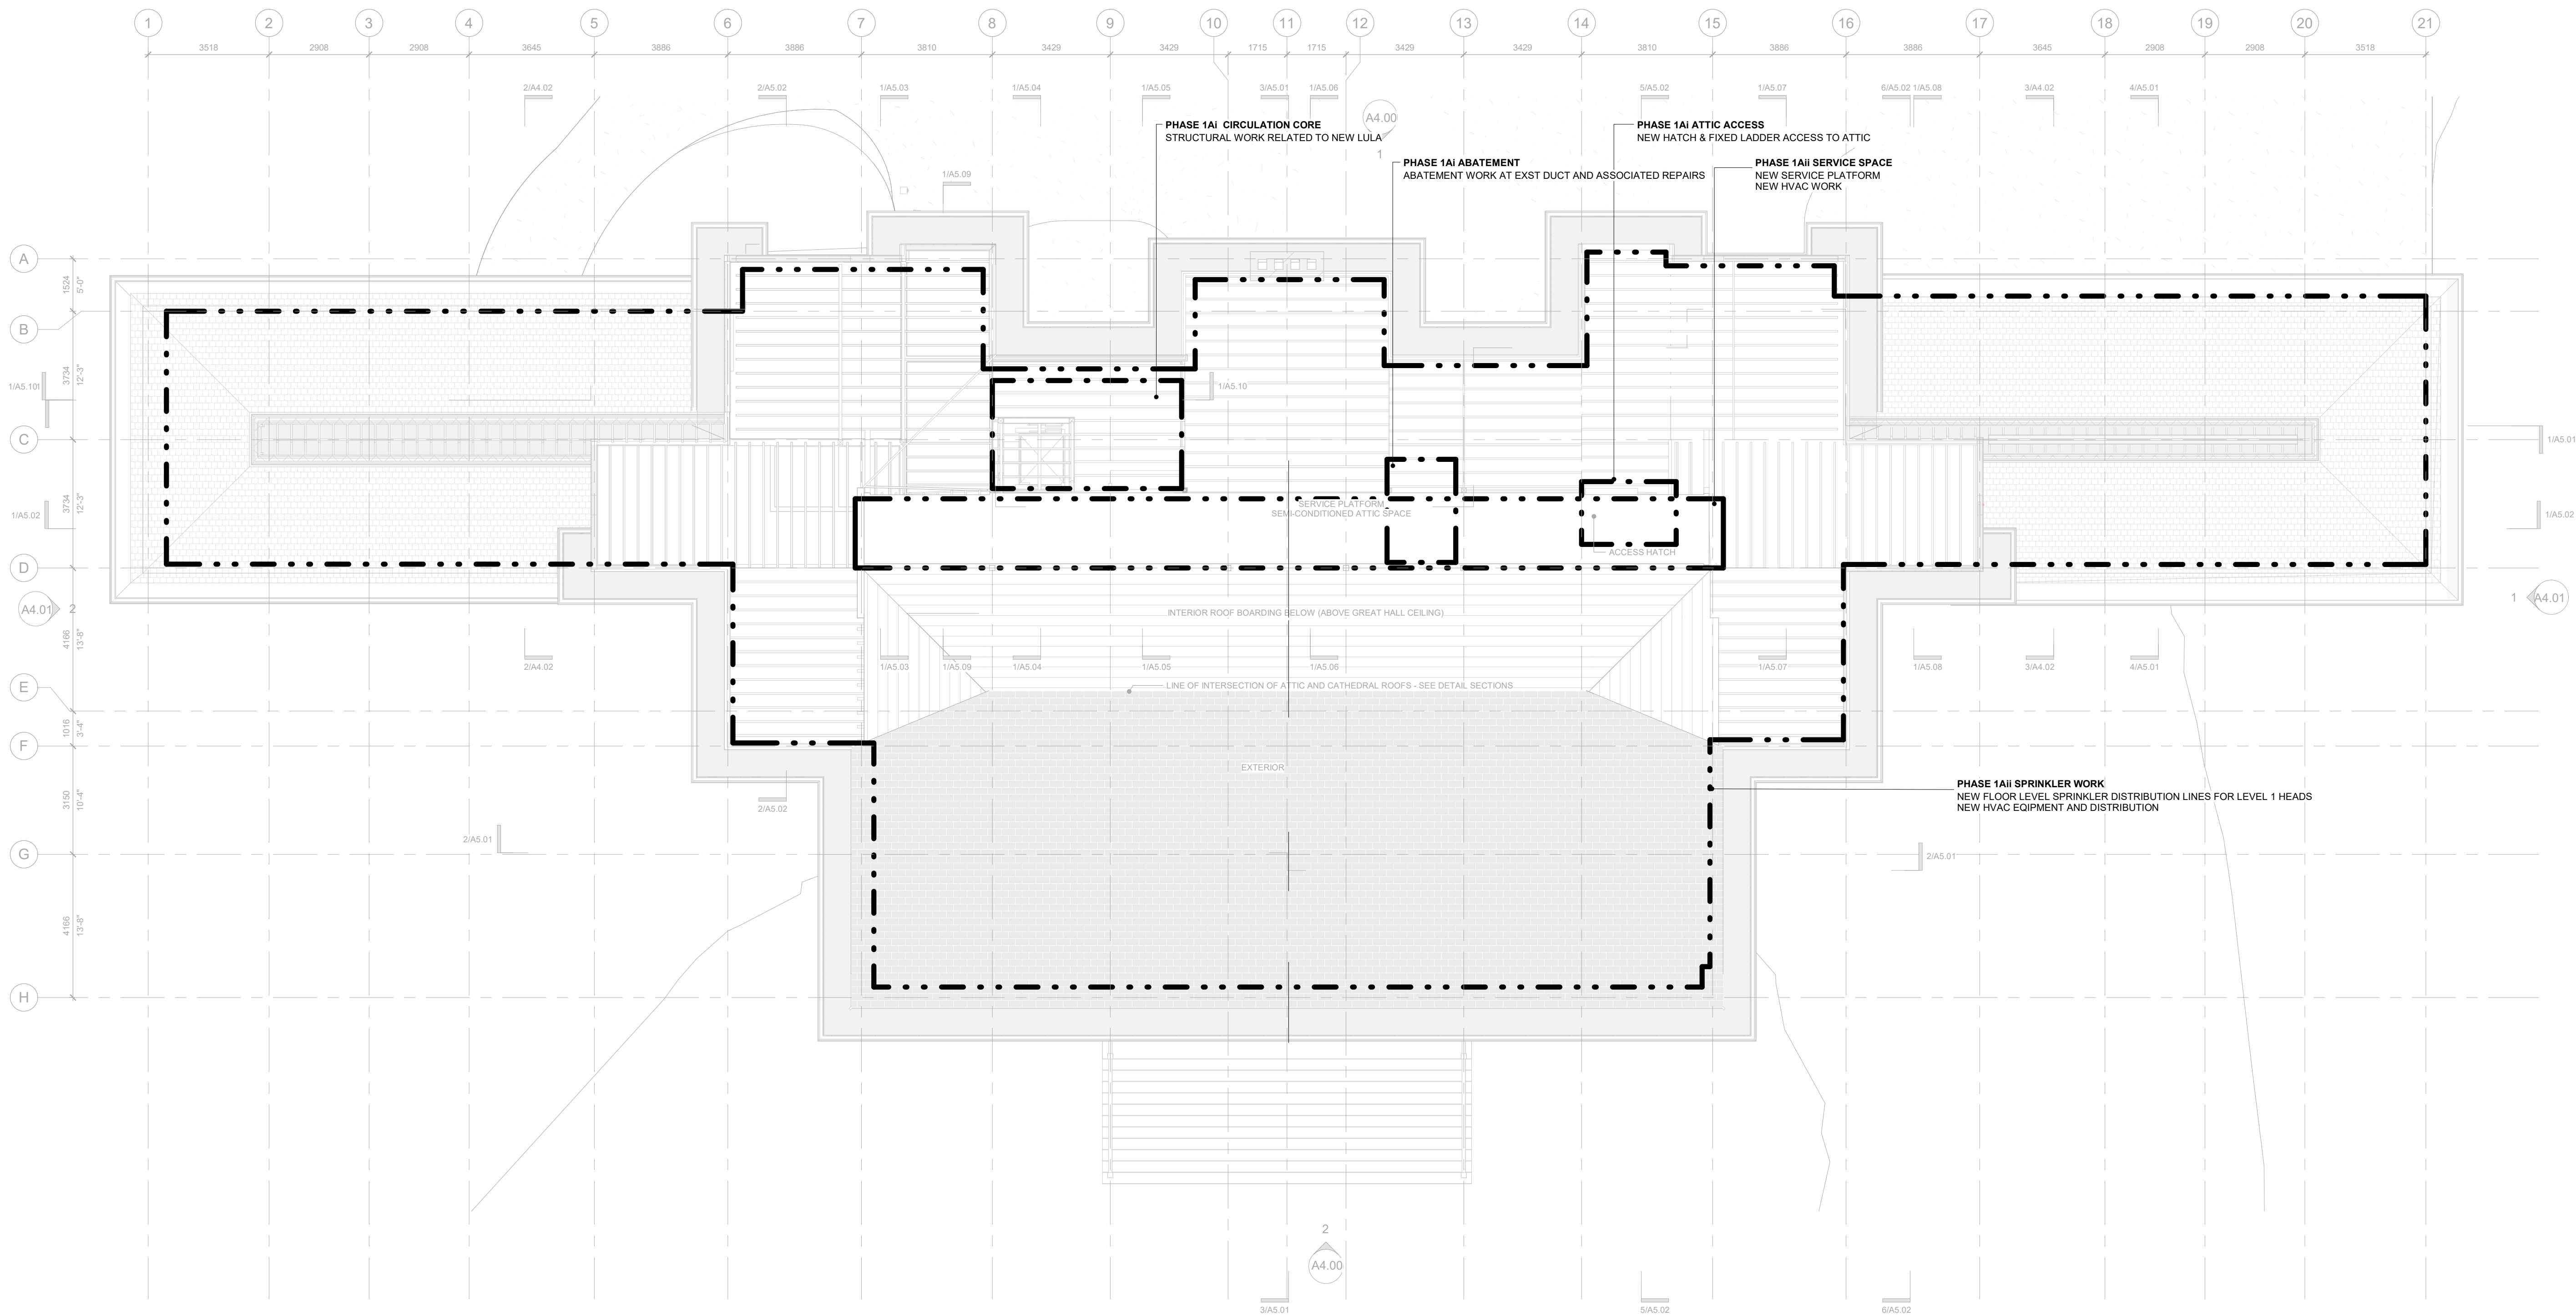 1 2 3 4 5 6 7 8 9 10 11 12 13 14 15 16 17 18 19 20 21
3518 2908 2908 3645 3886 3886 3810 3429 3429 1715 1715 3429 3429 3810 3886 3886 3645 2908 2908 3518
2/A4.02 2/A5.02 1/A5.03 1/A5.04 1/A5.05 3/A5.01 1/A5.06 5/A5.02 1/A5.07 6/A5.02 1/A5.08 3/A4.02 4/A5.01
A4.00
1
PHASE 1Ai CIRCULATION CORE
STRUCTURAL WORK RELATED TO NEW LULA
PHASE 1Ai ATTIC ACCESS
NEW HATCH & FIXED LADDER ACCESS TO ATTIC
PHASE 1Ai ABATEMENT
ABATEMENT WORK AT EXST DUCT AND ASSOCIATED REPAIRS
PHASE 1Aii SERVICE SPACE
NEW SERVICE PLATFORM
NEW HVAC WORK
1/A5.09
A
1524
5'-0"
B
3734
12'-3"
1/A5.101
1/A5.10
C
1/A5.01
3734
12'-3"
1/A5.02
SERVICE PLATFORM
SEMI-CONDITIONED ATTIC SPACE
1/A5.02
ACCESS HATCH
D
A4.01 2
1 A4.01
INTERIOR ROOF BOARDING BELOW (ABOVE GREAT HALL CEILING)
4166
13'-8"
2/A4.02 1/A5.03 1/A5.09 1/A5.04 1/A5.05 1/A5.06 1/A5.07 1/A5.08 3/A4.02 4/A5.01
E
LINE OF INTERSECTION OF ATTIC AND CATHEDRAL ROOFS - SEE DETAIL SECTIONS
1016
3'-4"
F
EXTERIOR
PHASE 1Aii SPRINKLER WORK
NEW FLOOR LEVEL SPRINKLER DISTRIBUTION LINES FOR LEVEL 1 HEADS
NEW HVAC EQIPMENT AND DISTRIBUTION
3150
10'-4"
2/A5.02
2/A5.01
G
2/A5.01
4166
13'-8"
H
2
A4.00
3/A5.01 5/A5.02 6/A5.02